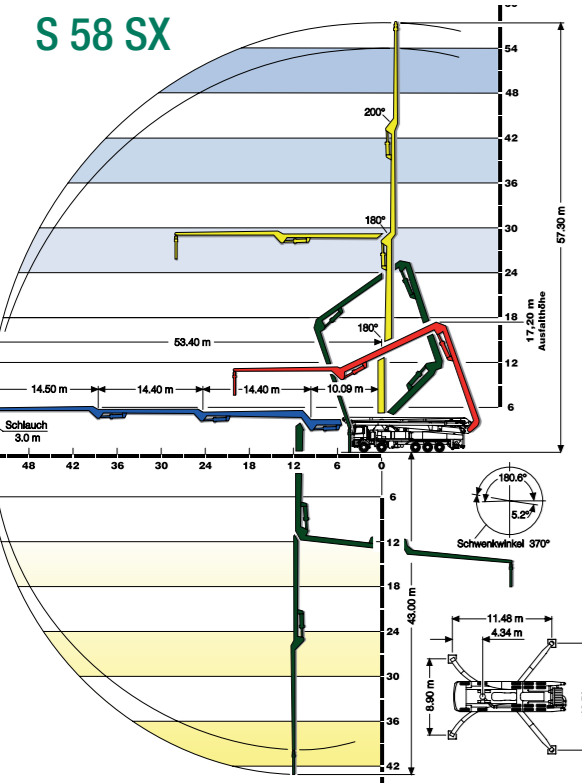 S 58 SX
54
48
42
36
30
24
18
12
6
200°
180°
180°
57.30 m
17,20 m
Ausfalthöhe
53.40 m
14.50 m
14.40 m
14.40 m
10.09 m
Schlauch
3.0 m
48
42
36
30
24
18
12
6
0
6
12
18
24
30
36
42
43.00 m
180.6°
5.2°
Schwenkwinkel 370°
11.48 m
4.34 m
8.90 m